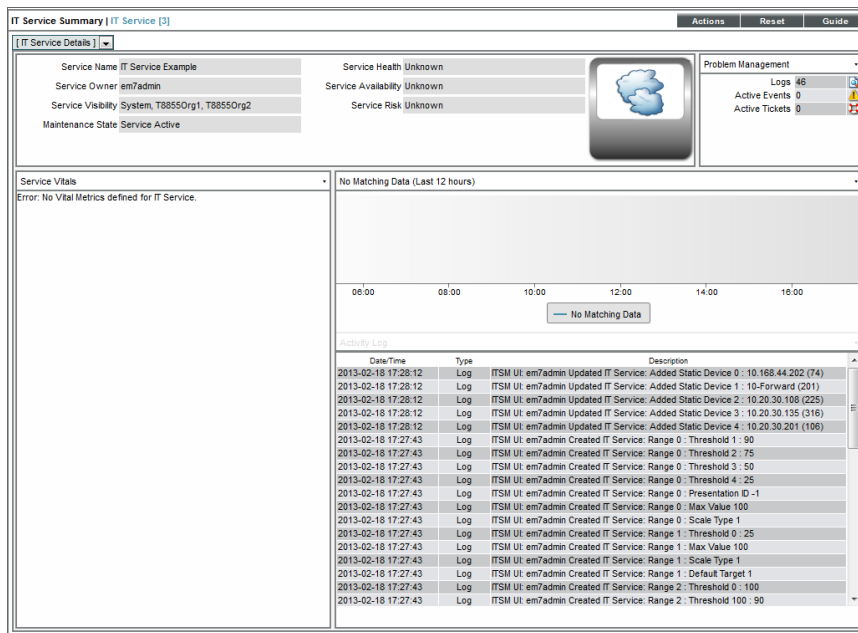 IT Service Summary | IT Service [3]
Actions Reset Guide
[ IT Service Details ]
Service Name IT Service Example
Service Owner em7admin
Service Visibility System, T8855Org1, T8855Org2
Maintenance State Service Active
Service Health Unknown
Service Availability Unknown
Service Risk Unknown
Problem Management
Logs 46
Active Events 0
Active Tickets 0
Service Vitals
Error: No Vital Metrics defined for IT Service.
No Matching Data (Last 12 hours)
06:00 08:00 10:00 12:00 14:00 16:00
No Matching Data
Activity Log
Date/Time Type Description
2013-02-18 17:28:12 Log ITSM UI: em7admin Updated IT Service: Added Static Device 0 : 10.168.44.202 (74)
2013-02-18 17:28:12 Log ITSM UI: em7admin Updated IT Service: Added Static Device 1 : 10-Forward (201)
2013-02-18 17:28:12 Log ITSM UI: em7admin Updated IT Service: Added Static Device 2 : 10.20.30.108 (225)
2013-02-18 17:28:12 Log ITSM UI: em7admin Updated IT Service: Added Static Device 3 : 10.20.30.135 (316)
2013-02-18 17:28:12 Log ITSM UI: em7admin Updated IT Service: Added Static Device 4 : 10.20.30.201 (106)
2013-02-18 17:27:43 Log ITSM UI: em7admin Created IT Service: Range 0 : Threshold 1 : 90
2013-02-18 17:27:43 Log ITSM UI: em7admin Created IT Service: Range 0 : Threshold 2 : 75
2013-02-18 17:27:43 Log ITSM UI: em7admin Created IT Service: Range 0 : Threshold 3 : 50
2013-02-18 17:27:43 Log ITSM UI: em7admin Created IT Service: Range 0 : Threshold 4 : 25
2013-02-18 17:27:43 Log ITSM UI: em7admin Created IT Service: Range 0 : Presentation ID -1
2013-02-18 17:27:43 Log ITSM UI: em7admin Created IT Service: Range 0 : Max Value 100
2013-02-18 17:27:43 Log ITSM UI: em7admin Created IT Service: Range 0 : Scale Type 1
2013-02-18 17:27:43 Log ITSM UI: em7admin Created IT Service: Range 1 : Threshold 0 : 25
2013-02-18 17:27:43 Log ITSM UI: em7admin Created IT Service: Range 1 : Max Value 100
2013-02-18 17:27:43 Log ITSM UI: em7admin Created IT Service: Range 1 : Scale Type 1
2013-02-18 17:27:43 Log ITSM UI: em7admin Created IT Service: Range 1 : Default Target 1
2013-02-18 17:27:43 Log ITSM UI: em7admin Created IT Service: Range 2 : Threshold 0 : 100
2013-02-18 17:27:43 Log ITSM UI: em7admin Created IT Service: Range 2 : Threshold 100 : 90